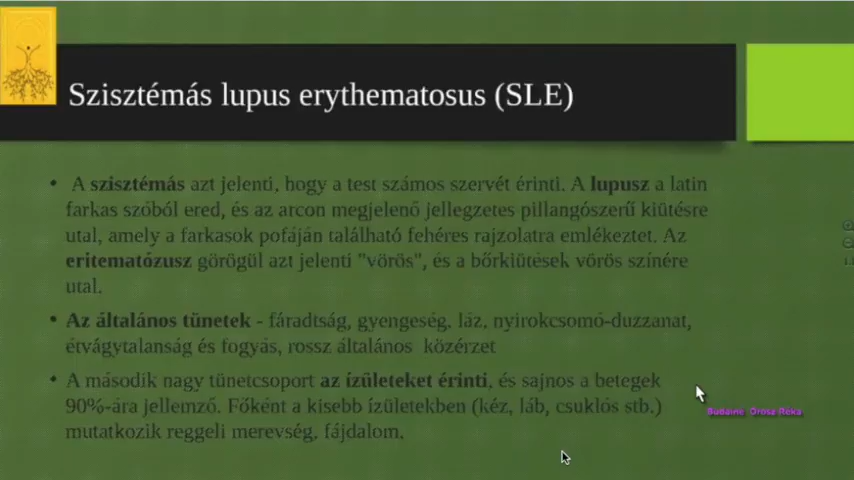 Szisztémás lupus erythematosus (SLE)
• A szisztémás azt jelenti, hogy a test számos szervét érinti. A lupusz a latin
farkas szóból ered, és az arcon megjelenő jellegzetes pillangószerű kiütésre
utal, amely a farkasok pofáján található fehéres rajzolatra emlékeztet. Az
eritematózusz görögül azt jelenti "vörös", és a bőrkiütések vörös színére
utal.
• Az általános tünetek - fáradtság, gyengeség, láz, nyirokcsomó-duzzanat,
étvágytalanság és fogyás, rossz általános közérzet
• A második nagy tünetcsoport az ízületeket érinti, és sajnos a betegek
90%-ára jellemző. Főként a kisebb ízületekben (kéz, láb, csuklós stb.)
mutatkozik reggeli merevség, fájdalom,
Budainé Orosz Réka